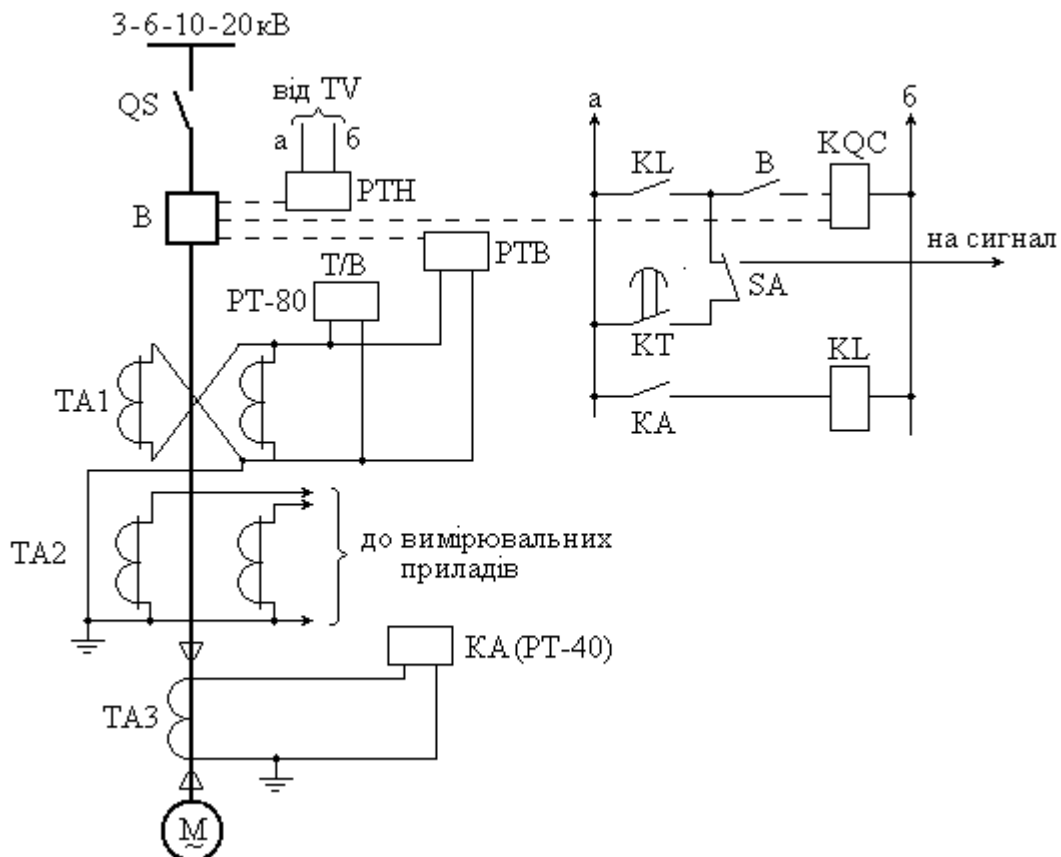 3-6-10-20кВ
QS
від TV
а
б
РТН
В
РТВ
Т/В
РТ-80
ТА1
ТА2
до вимірювальних
приладів
КА(РТ-40)
ТА3
М
~
а
б
KL
В
KQC
на сигнал
SA
КТ
KL
КА